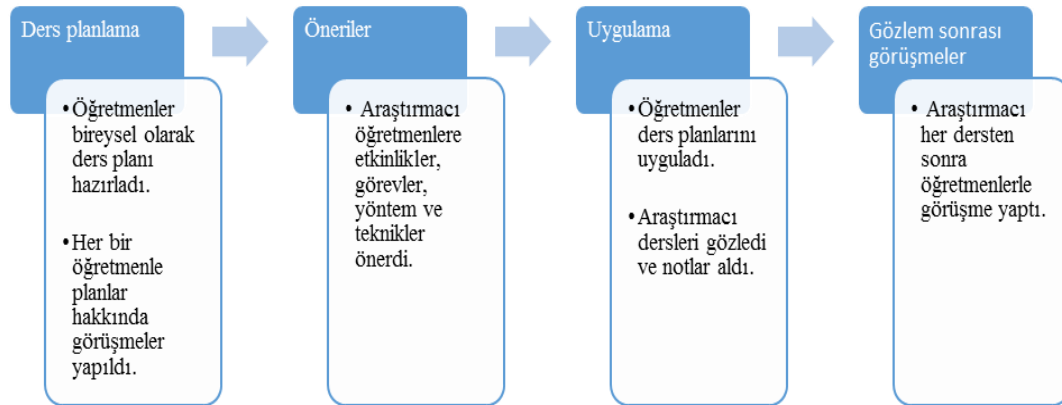 Ders planlama
•Öğretmenler
bireysel olarak
ders planı
hazırladı.
•Her bir
öğretmenle
planlar
hakkında
görüşmeler
yapıldı.
Öneriler
• Araştırmacı
öğretmenlere
etkinlikler,
görevler,
yöntem ve
teknikler
önerdi.
Uygulama
•Öğretmenler
ders planlarını
uyguladı.
•Araştırmacı
dersleri gözledi
ve notlar aldı.
Gözlem sonrası
görüşmeler
• Araştırmacı
her dersten
sonra
öğretmenlerle
görüşme yaptı.